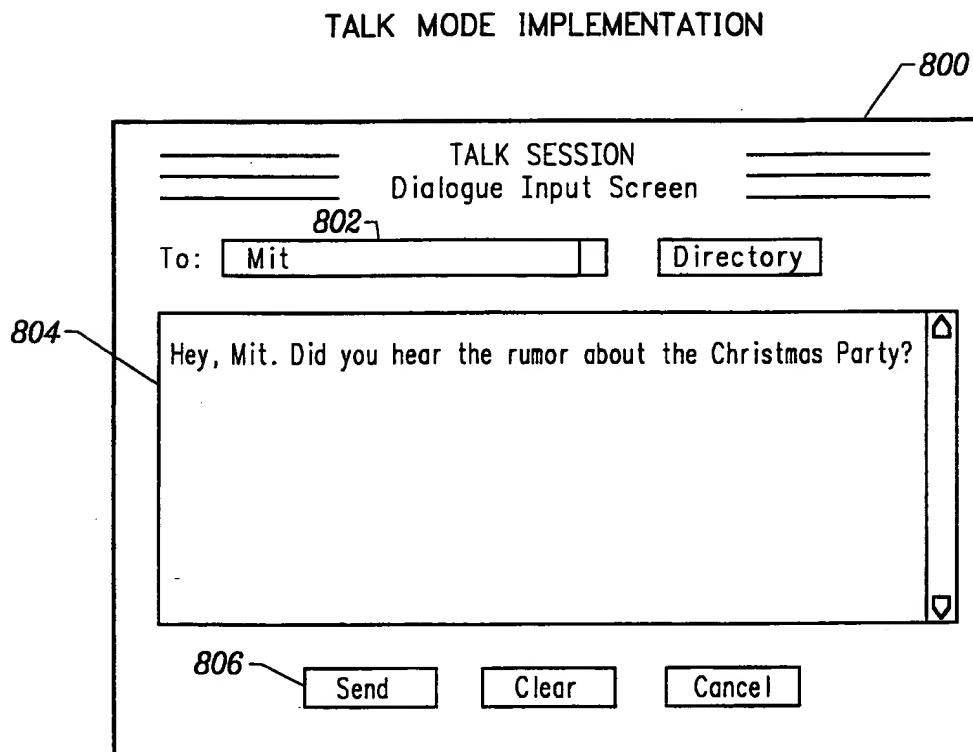 TALK MODE IMPLEMENTATION
800
TALK SESSION
Dialogue Input Screen
802
To: Mit Directory
804
Hey, Mit. Did you hear the rumor about the Christmas Party?
806
Send Clear Cancel